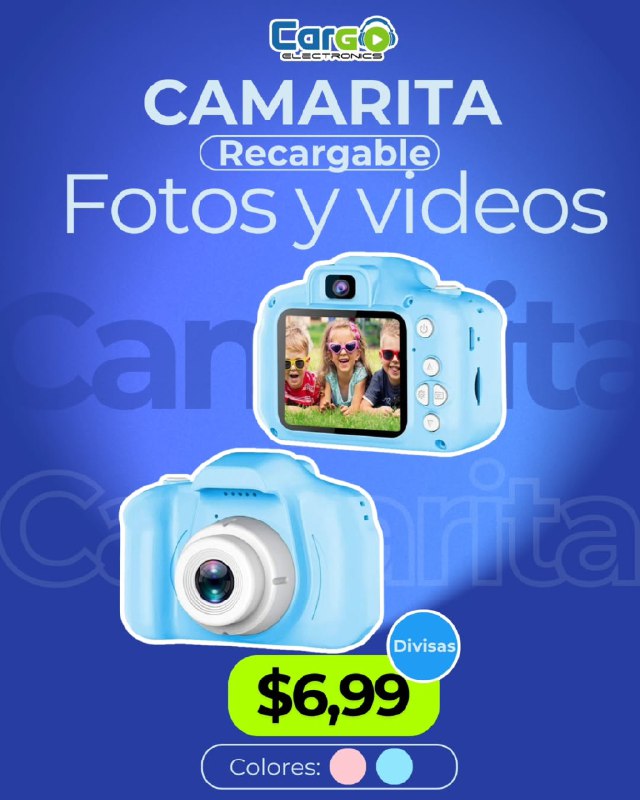 CarGO
ELECTRONICS
CAMARITA
Recargable
Fotos y videos
Camarita
Camarita
Divisas
$6,99
Colores: